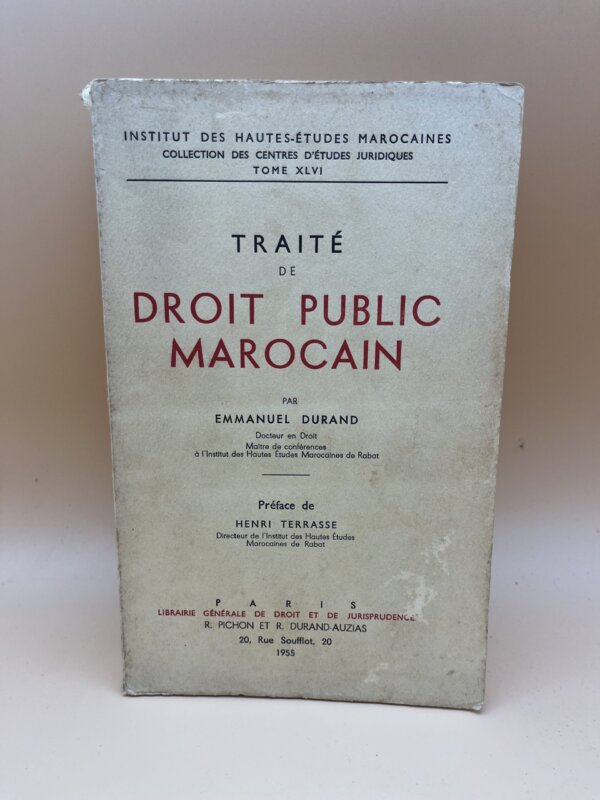 INSTITUT DES HAUTES-ÉTUDES MAROCAINES
COLLECTION DES CENTRES D'ÉTUDES JURIDIQUES
TOME XLVI
TRAITÉ
DE
DROIT PUBLIC
MAROCAIN
PAR
EMMANUEL DURAND
Docteur en Droit
Maître de conférences
à l'Institut des Hautes Études Marocaines de Rabat
Préface de
HENRI TERRASSE
Directeur de l'Institut des Hautes Études
Marocaines de Rabat
PARIS
LIBRAIRIE GÉNÉRALE DE DROIT ET DE JURISPRUDENCE
R. PICHON ET R. DURAND-AUZIAS
20, Rue Soufflot, 20
1955